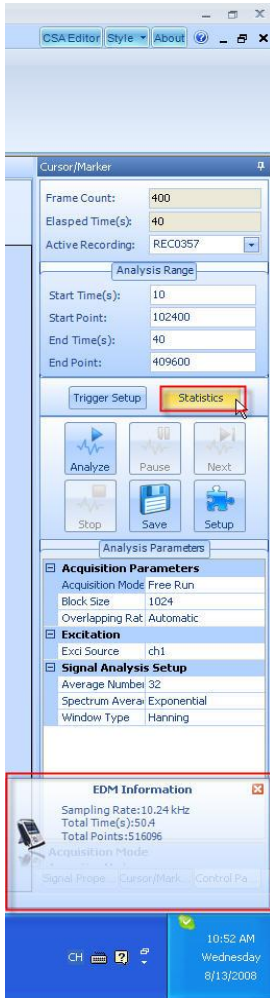 CSA Editor Style About
Cursor/Marker
Frame Count: 400
Elasped Time(s): 40
Active Recording: REC0357
Analysis Range
Start Time(s): 10
Start Point: 102400
End Time(s): 40
End Point: 409600
Trigger Setup Statistics
Analyze Pause Next
Stop Save Setup
Analysis Parameters
Acquisition Parameters
Acquisition Mode Free Run
Block Size 1024
Overlapping Rat Automatic
Excitation
Exci Source ch1
Signal Analysis Setup
Average Number 32
Spectrum Avera Exponential
Window Type Hanning
EDM Information
Sampling Rate:10.24 kHz
Total Time(s):50.4
Total Points:516096
Acquisition Mode
Signal Prope... Cursor/Mark... Control Pa...
10:52 AM
CH Wednesday
8/13/2008